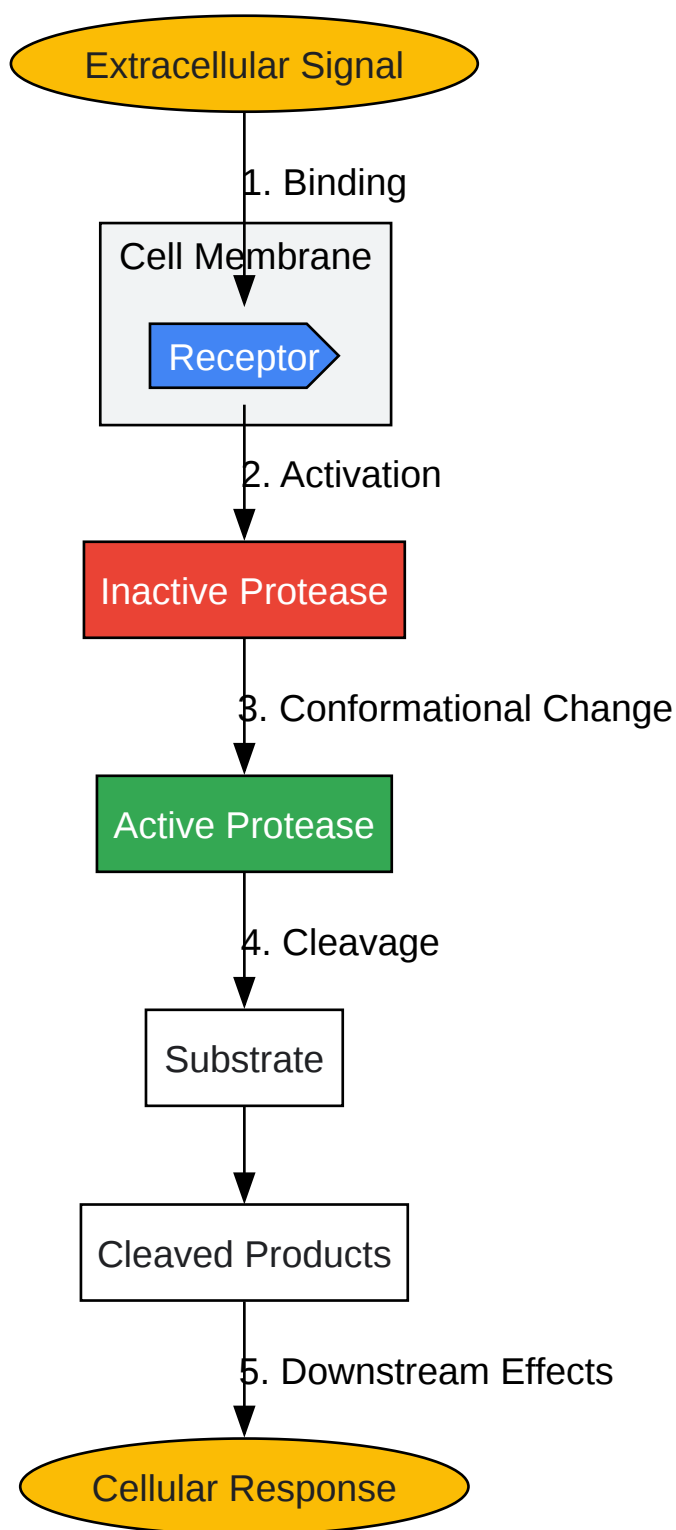 Extracellular Signal
1. Binding
Cell Membrane
Receptor
2. Activation
Inactive Protease
3. Conformational Change
Active Protease
4. Cleavage
Substrate
Cleaved Products
5. Downstream Effects
Cellular Response